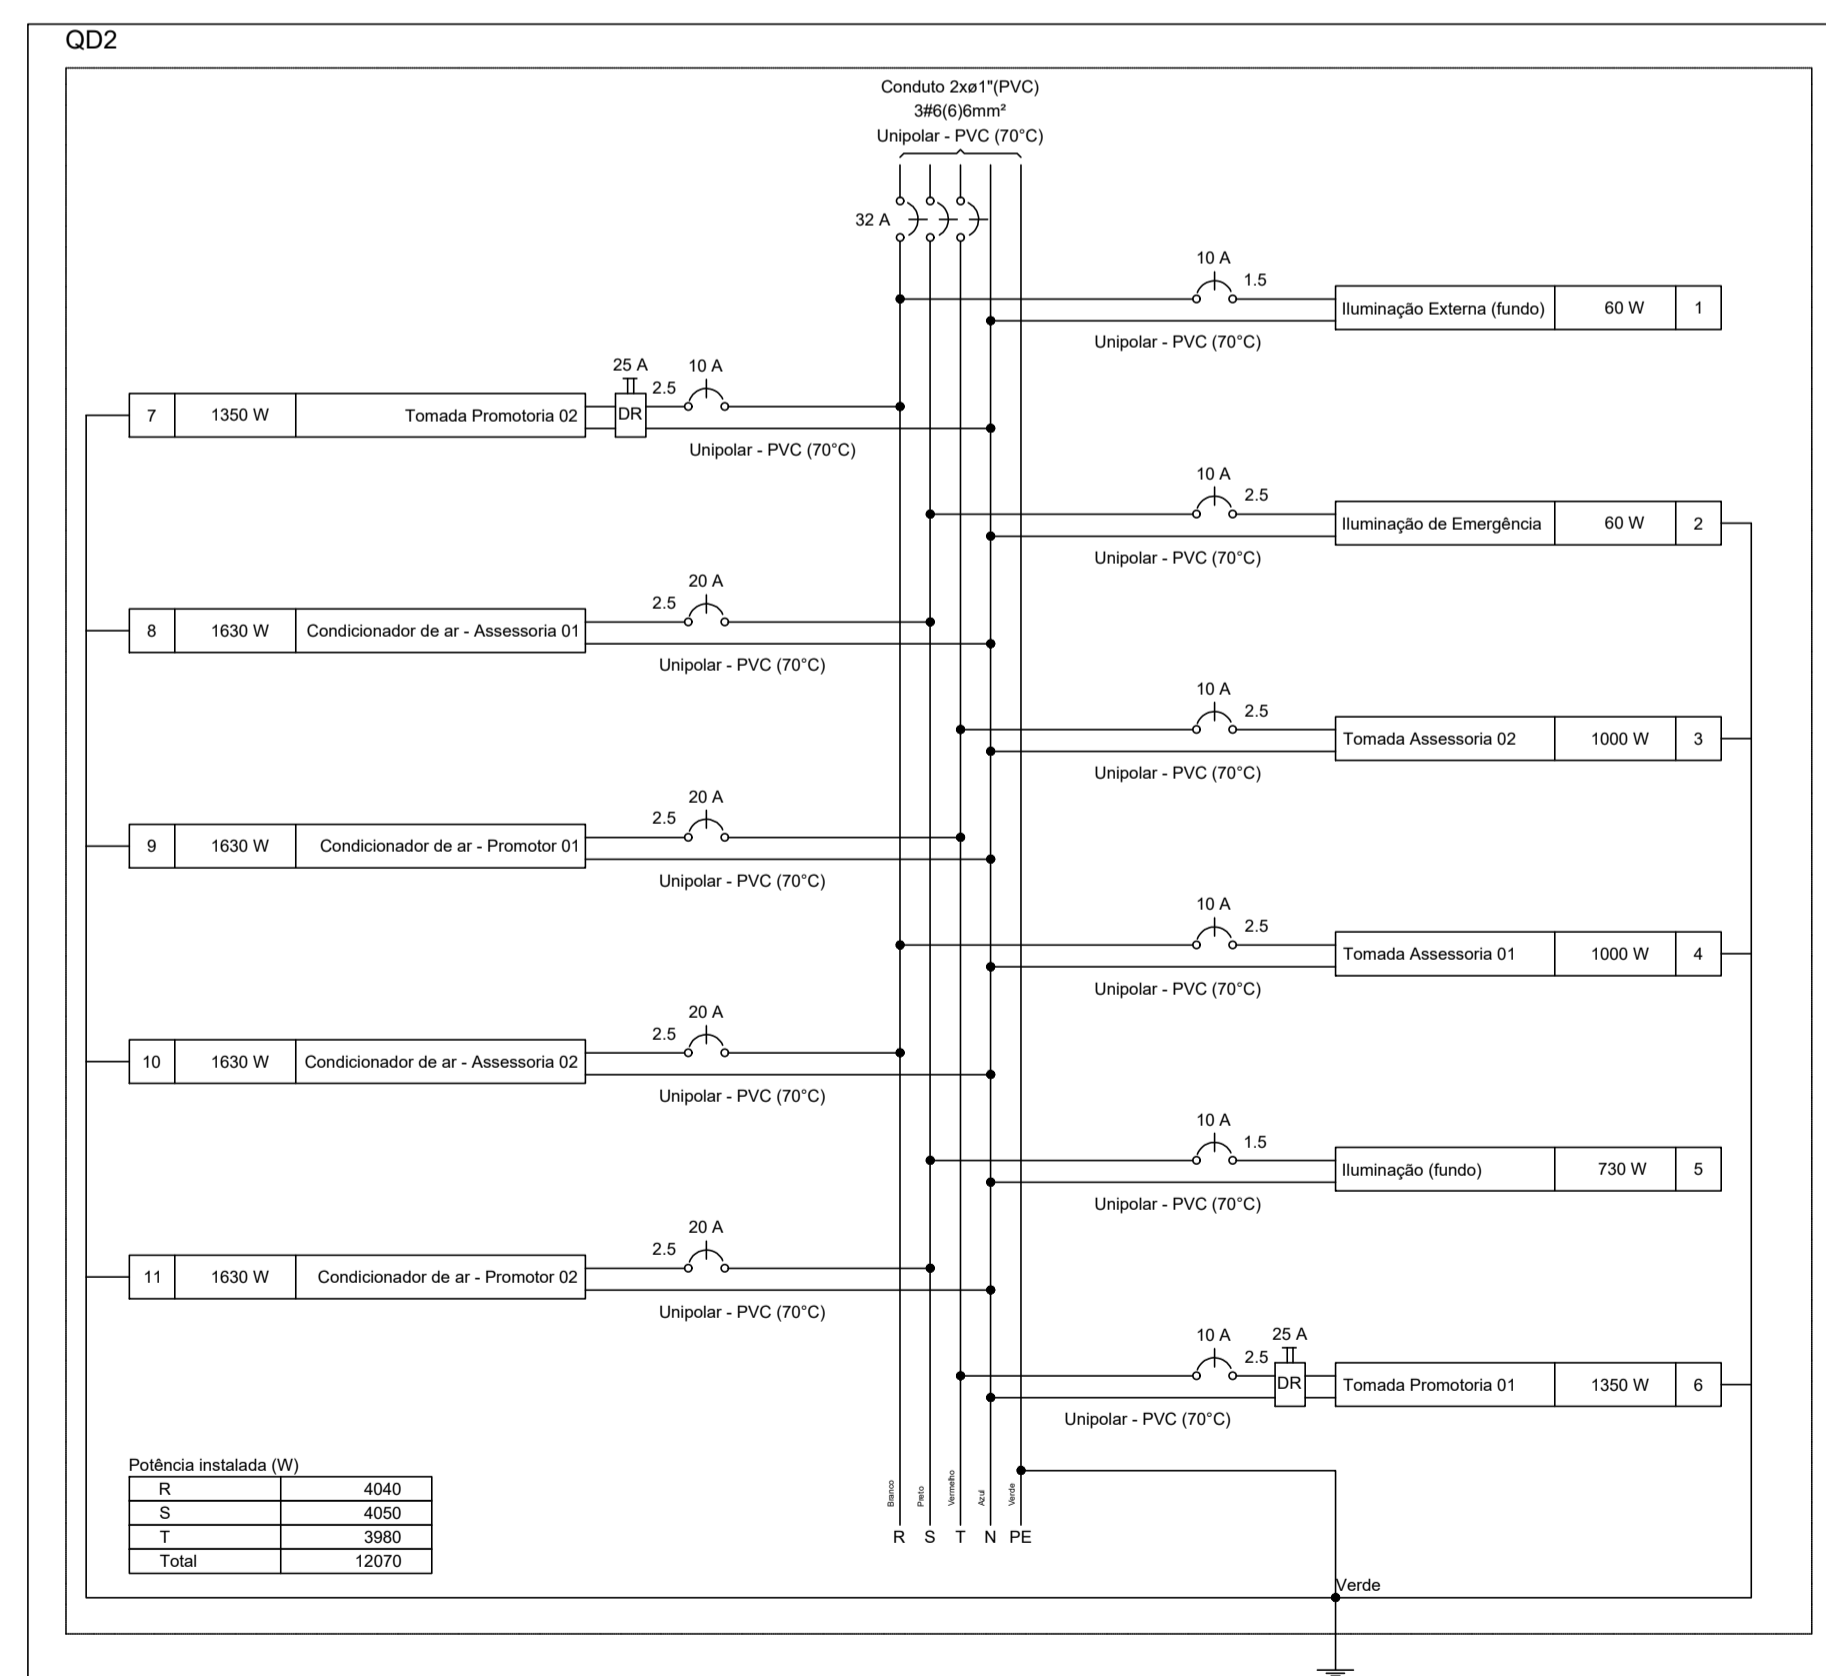 QD2
Conduto 2xø1"(PVC)
3#6(6)6mm²
Unipolar - PVC (70°C)
32 A
10 A
1.5
Iluminação Externa (fundo) 60 W 1
Unipolar - PVC (70°C)
25 A 10 A
2.5
7 1350 W Tomada Promotoria 02 DR
Unipolar - PVC (70°C)
10 A
2.5
Iluminação de Emergência 60 W 2
Unipolar - PVC (70°C)
20 A
2.5
8 1630 W Condicionador de ar - Assessoria 01
Unipolar - PVC (70°C)
10 A
2.5
Tomada Assessoria 02 1000 W 3
Unipolar - PVC (70°C)
20 A
2.5
9 1630 W Condicionador de ar - Promotor 01
Unipolar - PVC (70°C)
10 A
2.5
Tomada Assessoria 01 1000 W 4
Unipolar - PVC (70°C)
20 A
2.5
10 1630 W Condicionador de ar - Assessoria 02
Unipolar - PVC (70°C)
10 A
1.5
Iluminação (fundo) 730 W 5
Unipolar - PVC (70°C)
20 A
2.5
11 1630 W Condicionador de ar - Promotor 02
Unipolar - PVC (70°C)
10 A 25 A
2.5
DR Tomada Promotoria 01 1350 W 6
Unipolar - PVC (70°C)
Potência instalada (W)
R 4040
S 4050
T 3980
Total 12070
Branco Preto Vermelho Azul Verde
R S T N PE
Verde